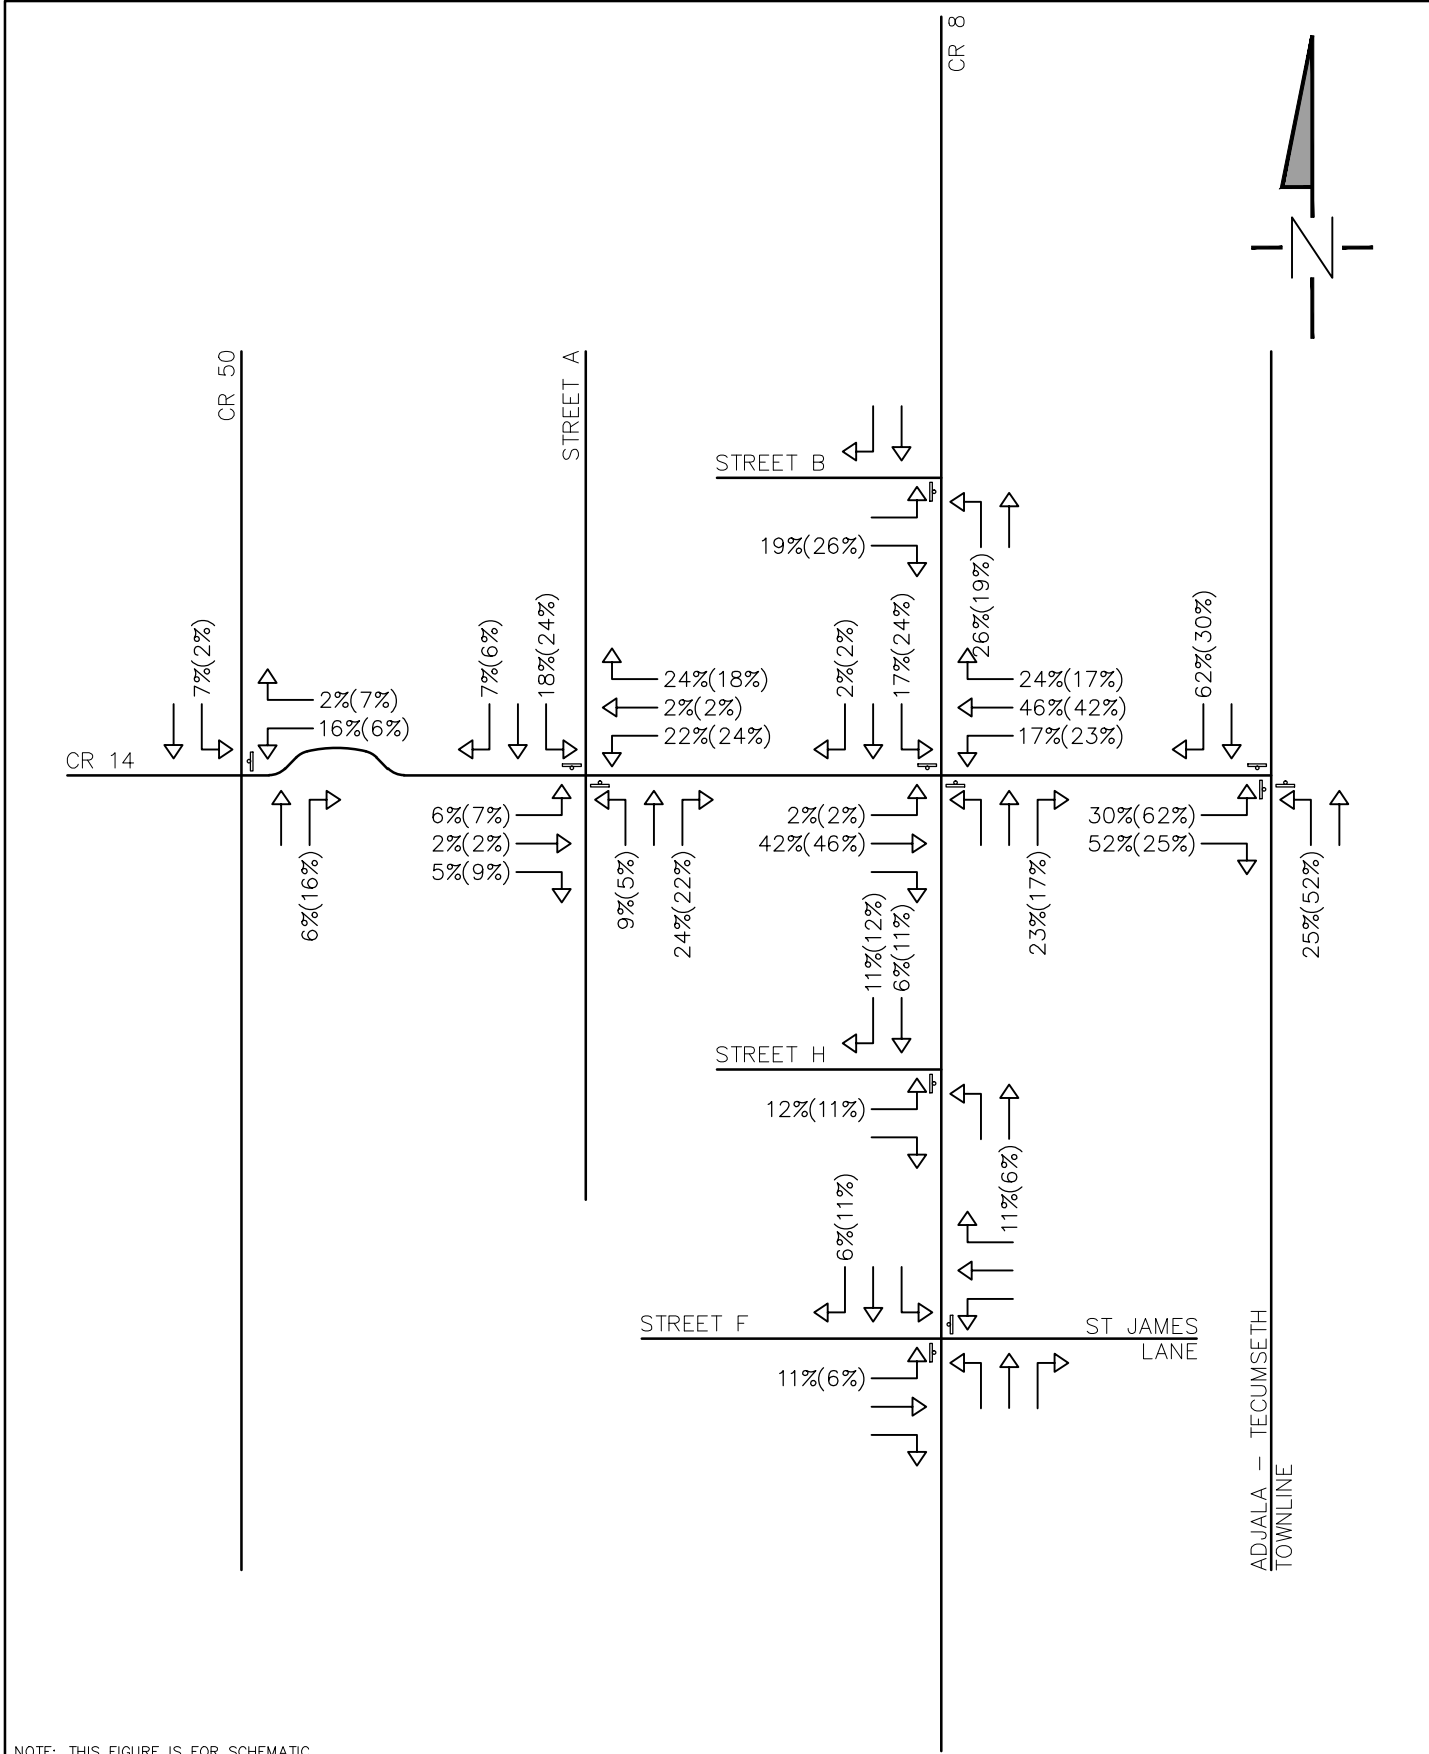 CR 8
N
CR 50
STREET A
STREET B
19%(26%)
26%(19%)
7%(2%)
2%(7%)
16%(6%)
7%(6%)
18%(24%)
24%(18%)
2%(2%)
22%(24%)
2%(2%)
17%(24%)
24%(17%)
46%(42%)
17%(23%)
62%(30%)
CR 14
6%(16%)
6%(7%)
2%(2%)
5%(9%)
9%(5%)
24%(22%)
2%(2%)
42%(46%)
23%(17%)
30%(62%)
52%(25%)
25%(52%)
11%(12%)
6%(11%)
STREET H
12%(11%)
11%(6%)
6%(11%)
STREET F
ST JAMES
LANE
11%(6%)
ADJALA - TECUMSETH
TOWNLINE
NOTE: THIS FIGURE IS FOR SCHEMATIC